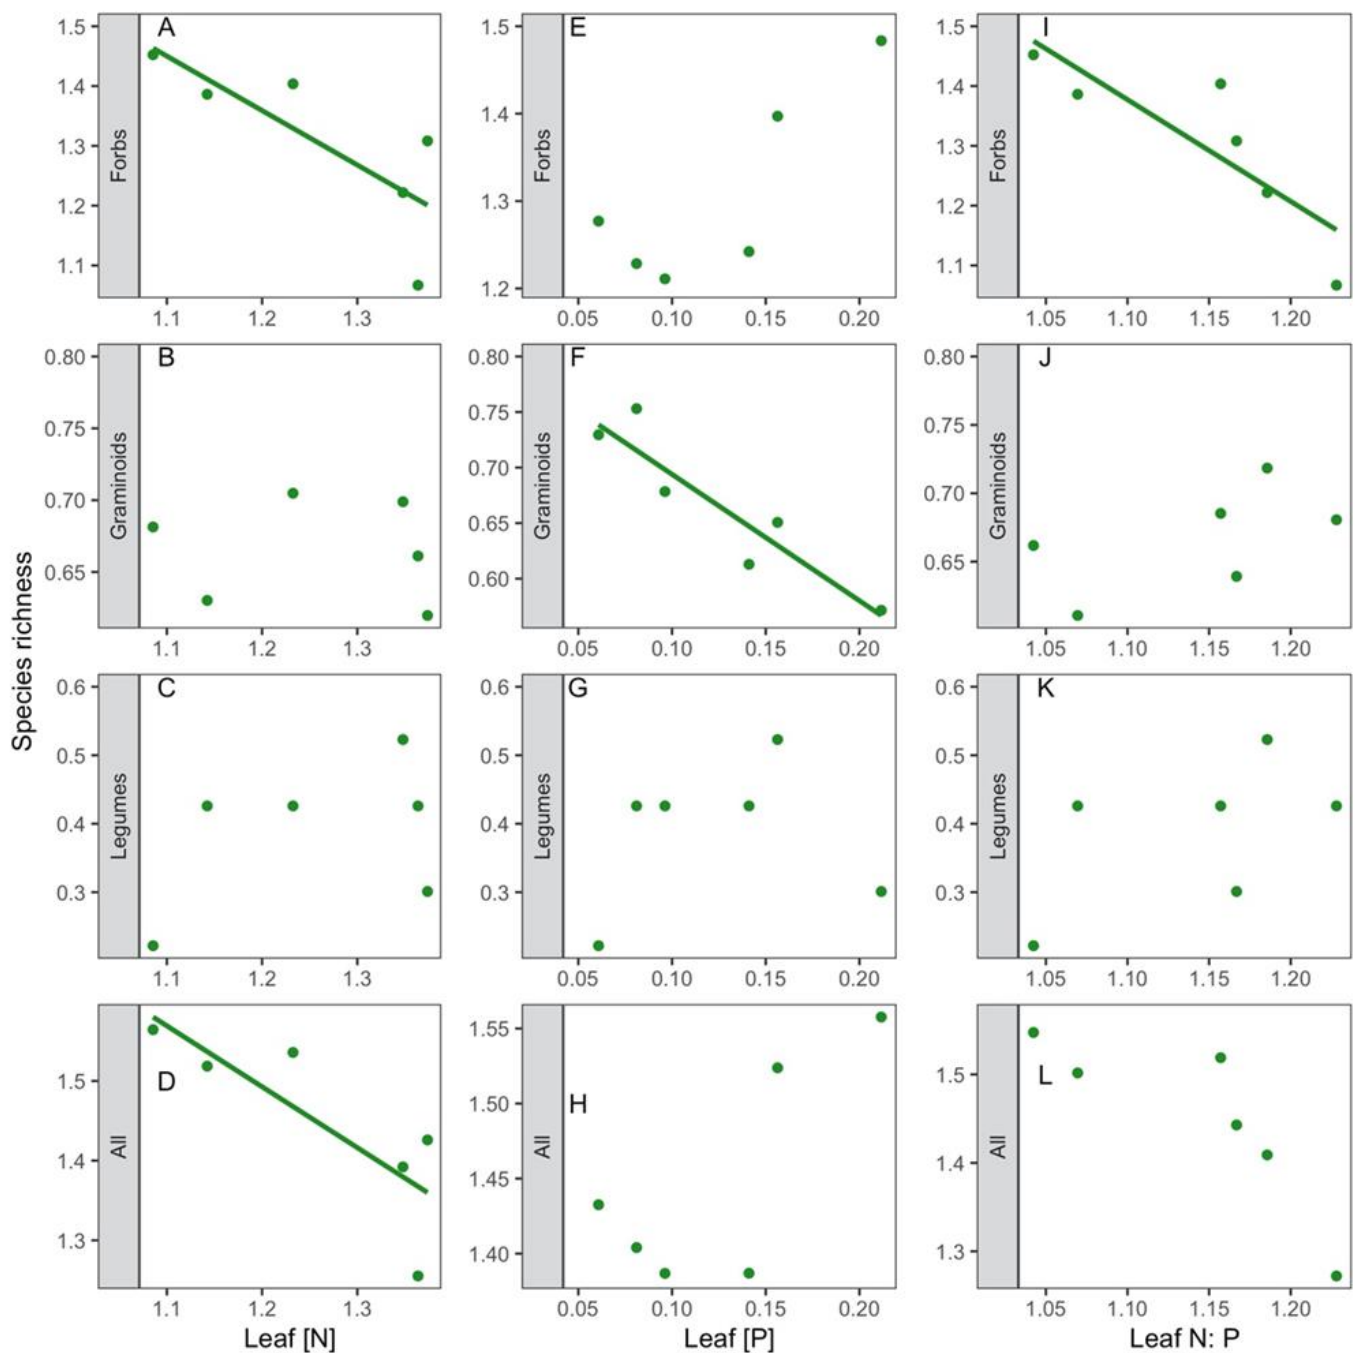 A
E
I
1.5
1.4
1.3
1.2
1.1
Forbs
1.1 1.2 1.3
1.5
1.4
1.3
1.2
Forbs
0.05 0.10 0.15 0.20
1.5
1.4
1.3
1.2
1.1
Forbs
1.05 1.10 1.15 1.20
B
F
J
0.80
0.75
0.70
0.65
Graminoids
1.1 1.2 1.3
0.80
0.75
0.70
0.65
0.60
Graminoids
0.05 0.10 0.15 0.20
0.80
0.75
0.70
0.65
Graminoids
1.05 1.10 1.15 1.20
Species richness
C
G
K
0.6
0.5
0.4
0.3
Legumes
1.1 1.2 1.3
0.6
0.5
0.4
0.3
Legumes
0.05 0.10 0.15 0.20
0.6
0.5
0.4
0.3
Legumes
1.05 1.10 1.15 1.20
D
H
L
1.5
1.4
1.3
All
1.1 1.2 1.3
1.55
1.50
1.45
1.40
All
0.05 0.10 0.15 0.20
1.5
1.4
1.3
All
1.05 1.10 1.15 1.20
Leaf [N]
Leaf [P]
Leaf N: P